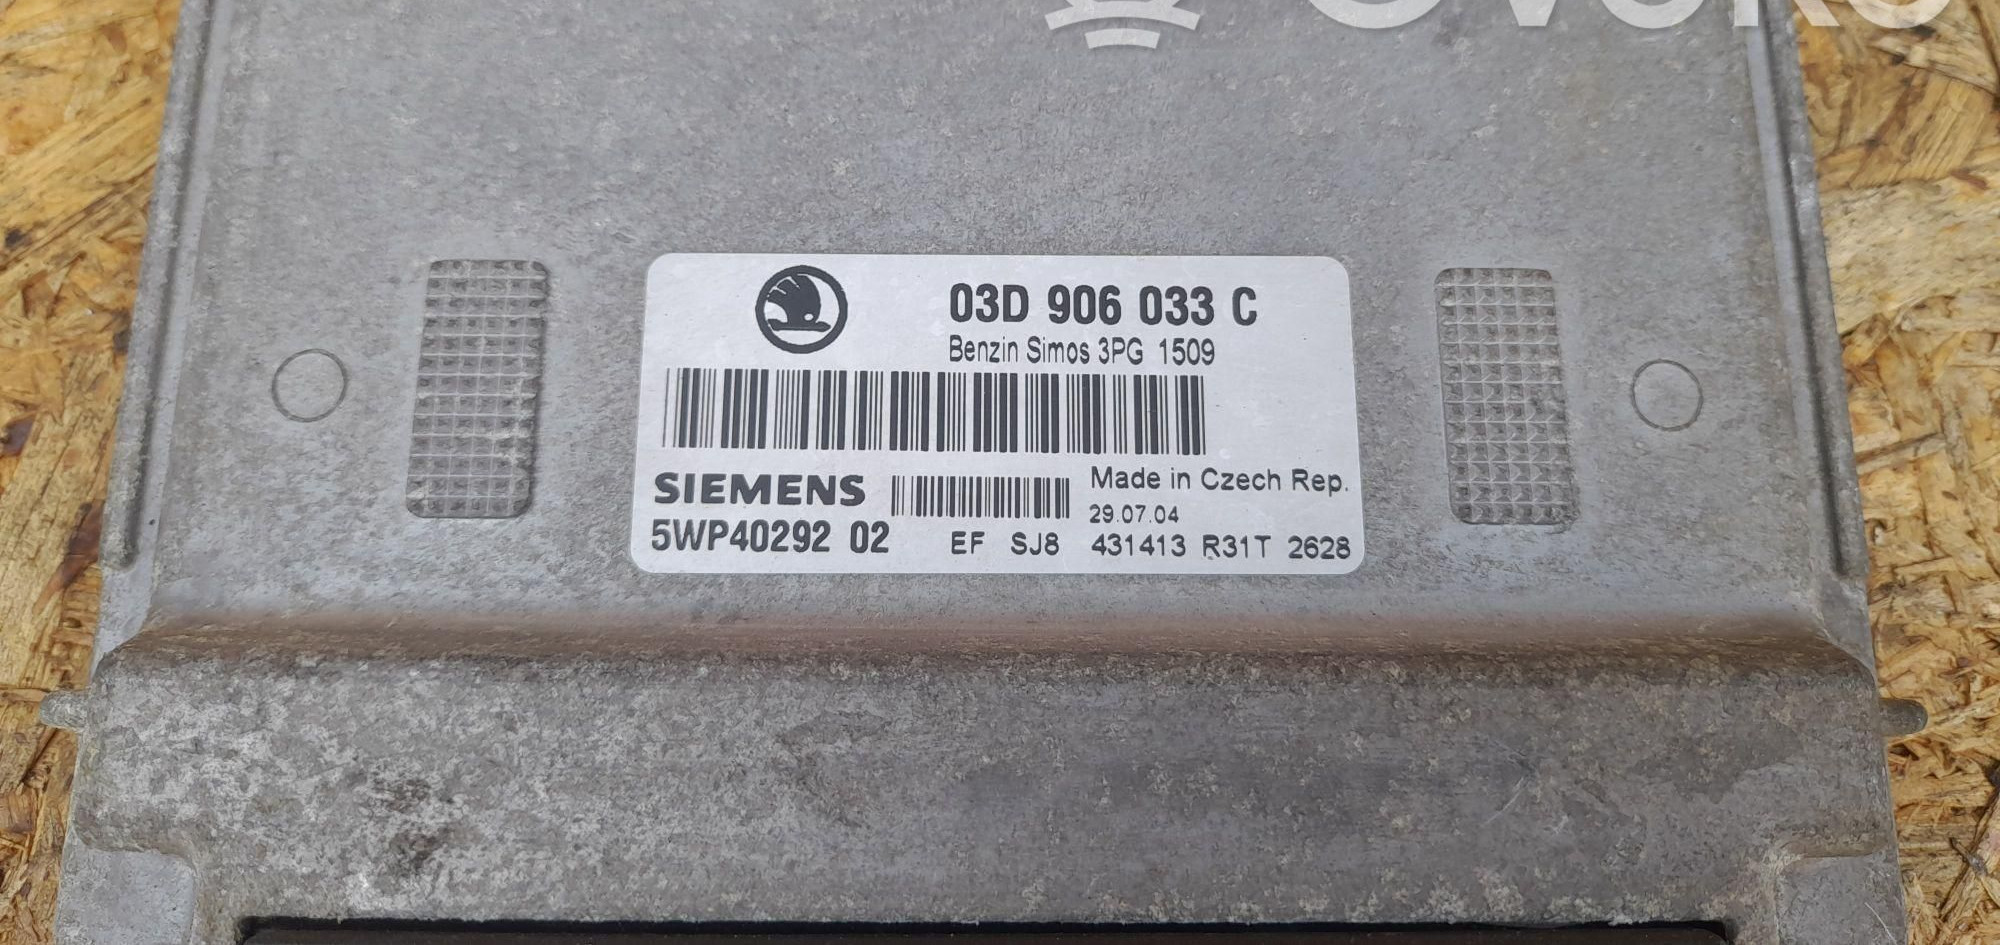 03D 906 033 C
Benzin Simos 3PG 1509
SIEMENS
Made in Czech Rep.
29.07.04
5WP40292 02 EF SJ8 431413 R31T 2628